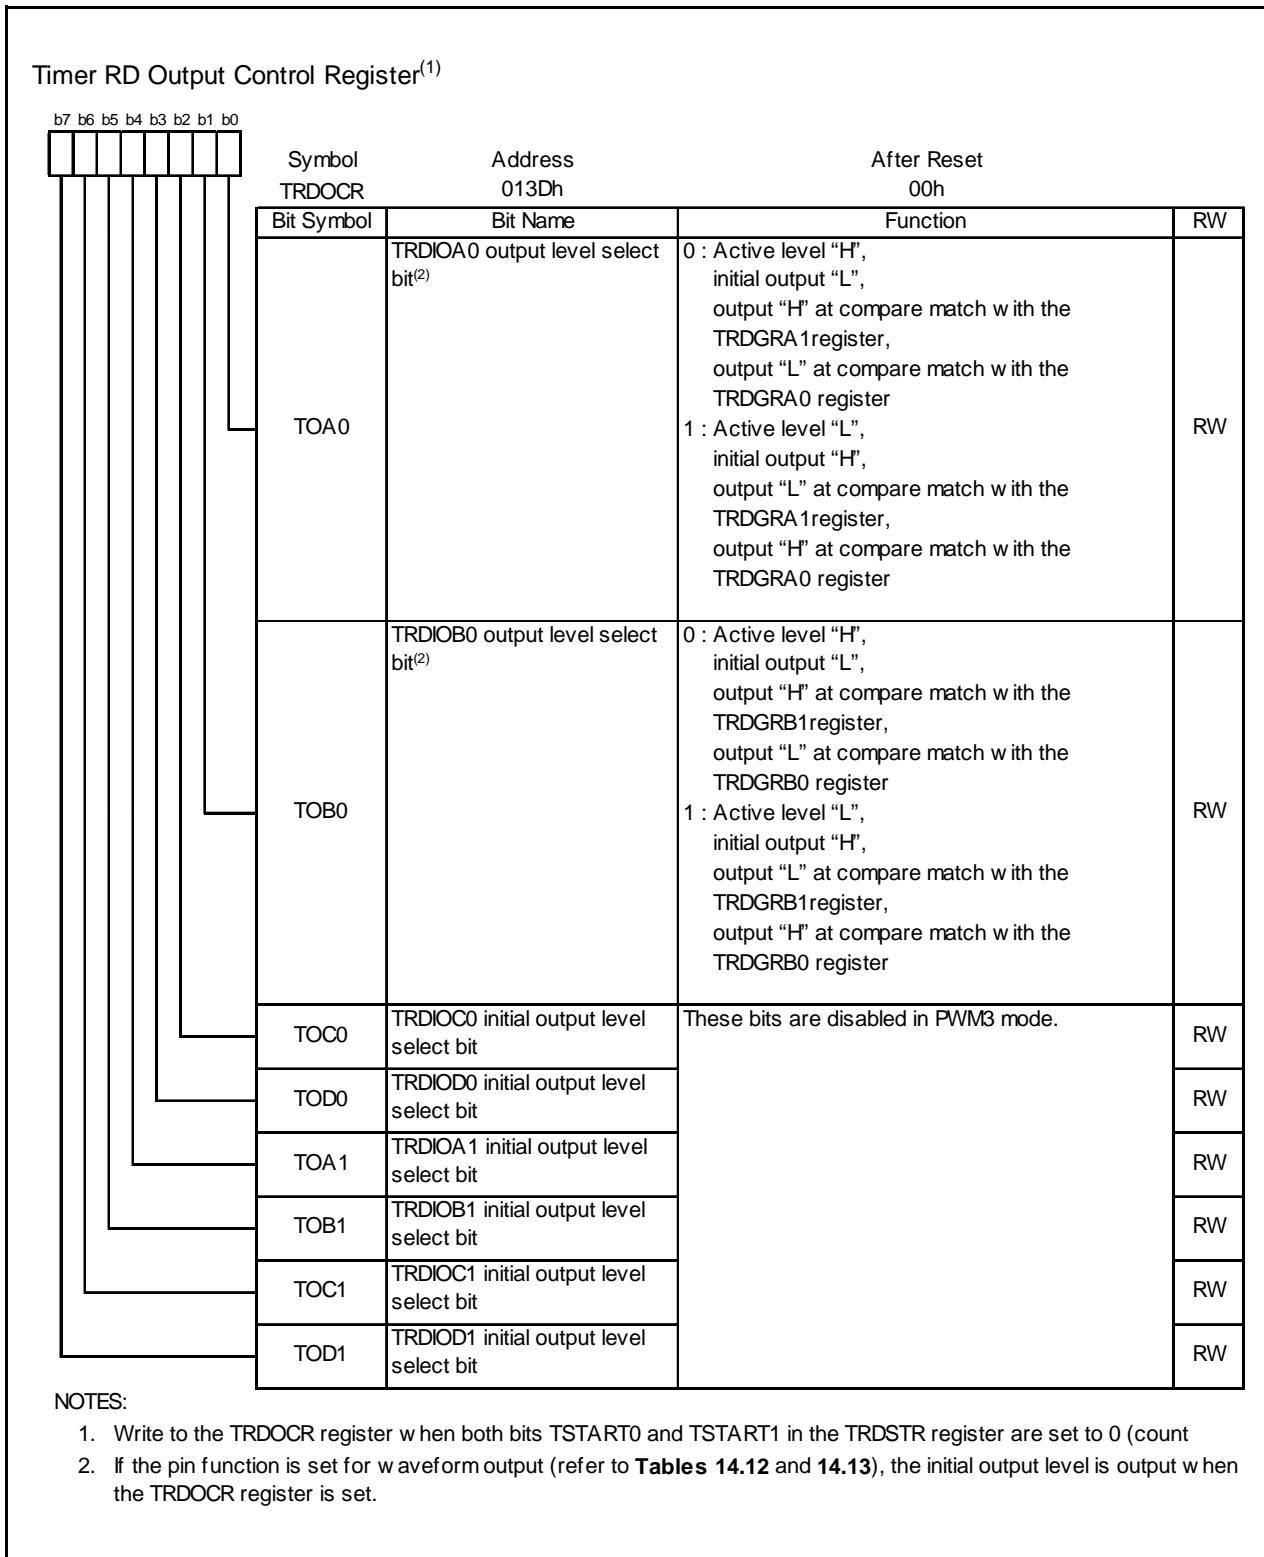 Timer RD Output Control Register(1)
b7 b6 b5 b4 b3 b2 b1 b0
Symbol Address After Reset
TRDOCR 013Dh 00h
Bit Symbol Bit Name Function RW
TOA0 TRDIOA0 output level select bit(2) RW
0 : Active level “H”,
initial output “L”,
output “H” at compare match with the
TRDGRA1register,
output “L” at compare match with the
TRDGRA0 register
1 : Active level “L”,
initial output “H”,
output “L” at compare match with the
TRDGRA1register,
output “H” at compare match with the
TRDGRA0 register
TOB0 TRDIOB0 output level select bit(2) RW
0 : Active level “H”,
initial output “L”,
output “H” at compare match with the
TRDGRB1register,
output “L” at compare match with the
TRDGRB0 register
1 : Active level “L”,
initial output “H”,
output “L” at compare match with the
TRDGRB1register,
output “H” at compare match with the
TRDGRB0 register
TOC0 TRDIOC0 initial output level select bit These bits are disabled in PWM3 mode. RW
TOD0 TRDIOD0 initial output level select bit RW
TOA1 TRDIOA1 initial output level select bit RW
TOB1 TRDIOB1 initial output level select bit RW
TOC1 TRDIOC1 initial output level select bit RW
TOD1 TRDIOD1 initial output level select bit RW
NOTES:
1. Write to the TRDOCR register when both bits TSTART0 and TSTART1 in the TRDSTR register are set to 0 (count
2. If the pin function is set for waveform output (refer to Tables 14.12 and 14.13), the initial output level is output when
the TRDOCR register is set.